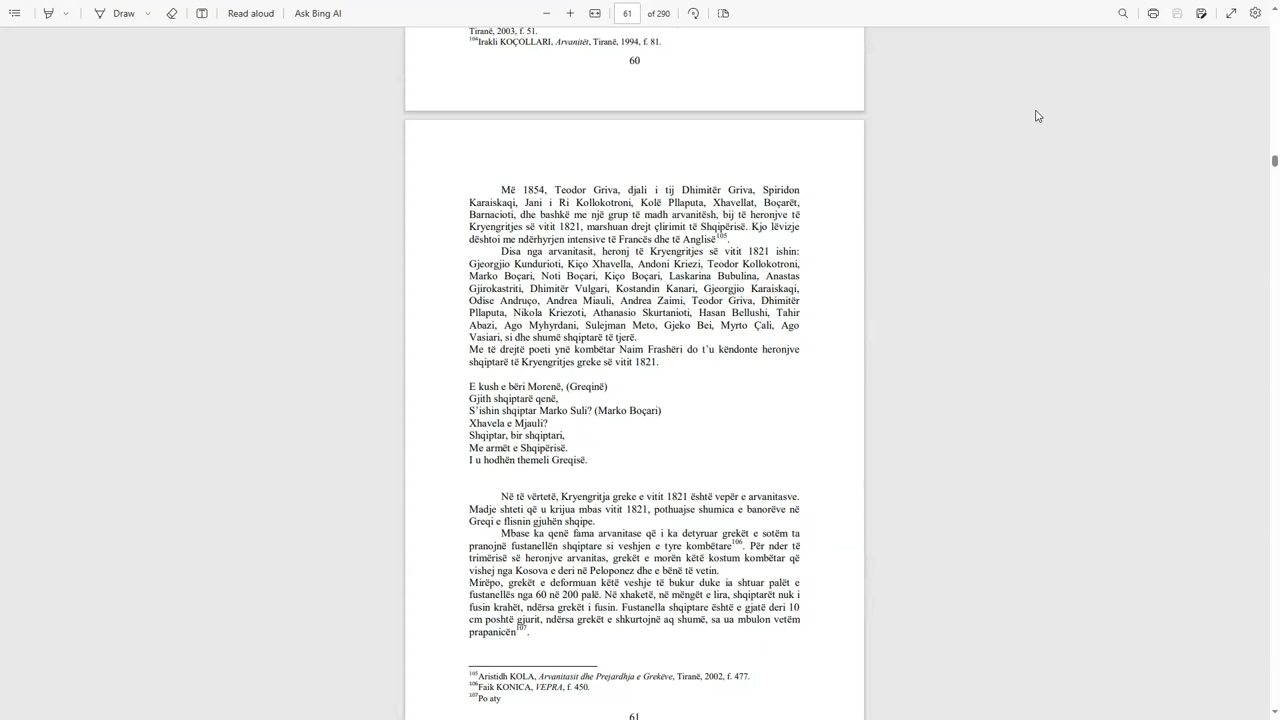 Draw
Read aloud
Ask Bing AI
61
of 290
Tiranë, 2003, f. 51.
104Irakli KOÇOLLARI, Arvanitët, Tiranë, 1994, f. 81.
60
Më 1854, Teodor Griva, djali i tij Dhimitër Griva, Spiridon
Karaiskaqi, Jani i Ri Kollokotroni, Kolë Pllaputa, Xhavellat, Boçarët,
Barnacioti, dhe bashkë me një grup të madh arvanitësh, bij të heronjve të
Kryengritjes së vitit 1821, marshuan drejt çlirimit të Shqipërisë. Kjo lëvizje
dështoi me ndërhyrjen intensive të Francës dhe të Anglisë105.
Disa nga arvanitasit, heronj të Kryengritjes së vitit 1821 ishin:
Gjeorgjio Kundurioti, Kiço Xhavella, Andoni Kriezi, Teodor Kollokotroni,
Marko Boçari, Noti Boçari, Kiço Boçari, Laskarina Bubulina, Anastas
Gjirokastriti, Dhimitër Vulgari, Kostandin Kanari, Gjeorgjio Karaiskaqi,
Odise Andruço, Andrea Miauli, Andrea Zaimi, Teodor Griva, Dhimitër
Pllaputa, Nikola Kriezoti, Athanasio Skurtanioti, Hasan Bellushi, Tahir
Abazi, Ago Myhyrdani, Sulejman Meto, Gjeko Bei, Myrto Çali, Ago
Vasiari, si dhe shumë shqiptarë të tjerë.
Me të drejtë poeti ynë kombëtar Naim Frashëri do t'u këndonte heronjve
shqiptarë të Kryengritjes greke së vitit 1821.
E kush e bëri Morenë, (Greqinë)
Gjith shqiptarë qenë,
S'ishin shqiptar Marko Suli? (Marko Boçari)
Xhavela e Mjauli?
Shqiptar, bir shqiptari,
Me armët e Shqipërisë.
I u hodhën themeli Greqisë.
Në të vërtetë, Kryengritja greke e vitit 1821 është vepër e arvanitasve.
Madje shteti që u krijua mbas vitit 1821, pothuajse shumica e banorëve në
Greqi e flisnin gjuhën shqipe.
Mbase ka qenë fama arvanitase që i ka detyruar grekët e sotëm ta
pranojnë fustanellën shqiptare si veshjen e tyre kombëtare106. Për nder të
trimërisë së heronjve arvanitas, grekët e morën këtë kostum kombëtar që
vishej nga Kosova e deri në Peloponez dhe e bënë të vetin.
Mirëpo, grekët e deformuan këtë veshje të bukur duke ia shtuar palët e
fustanellës nga 60 në 200 palë. Në xhaketë, në mëngët e lira, shqiptarët nuk i
fusin krahët, ndërsa grekët i fusin. Fustanella shqiptare është e gjatë deri 10
cm poshtë gjurit, ndërsa grekët e shkurtojnë aq shumë, sa ua mbulon vetëm
prapanicën107.
105Aristidh KOLA, Arvanitasit dhe Prejardhja e Grekëve, Tiranë, 2002, f. 477.
106Faik KONICA, VEPRA, f. 450.
107Po aty
61